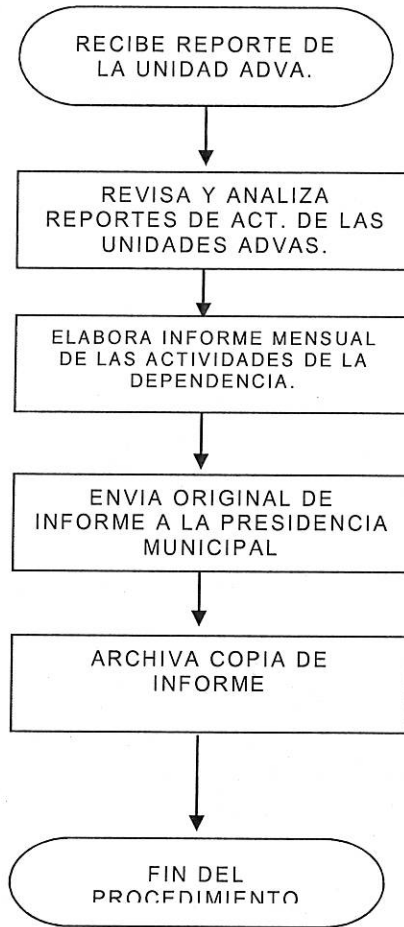 RECIBE REPORTE DE
LA UNIDAD ADVA.
REVISA Y ANALIZA
REPORTES DE ACT. DE LAS
UNIDADES ADVAS.
ELABORA INFORME MENSUAL
DE LAS ACTIVIDADES DE LA
DEPENDENCIA.
ENVIA ORIGINAL DE
INFORME A LA PRESIDENCIA
MUNICIPAL
ARCHIVA COPIA DE
INFORME
FIN DEL
PROCEDIMIENTO